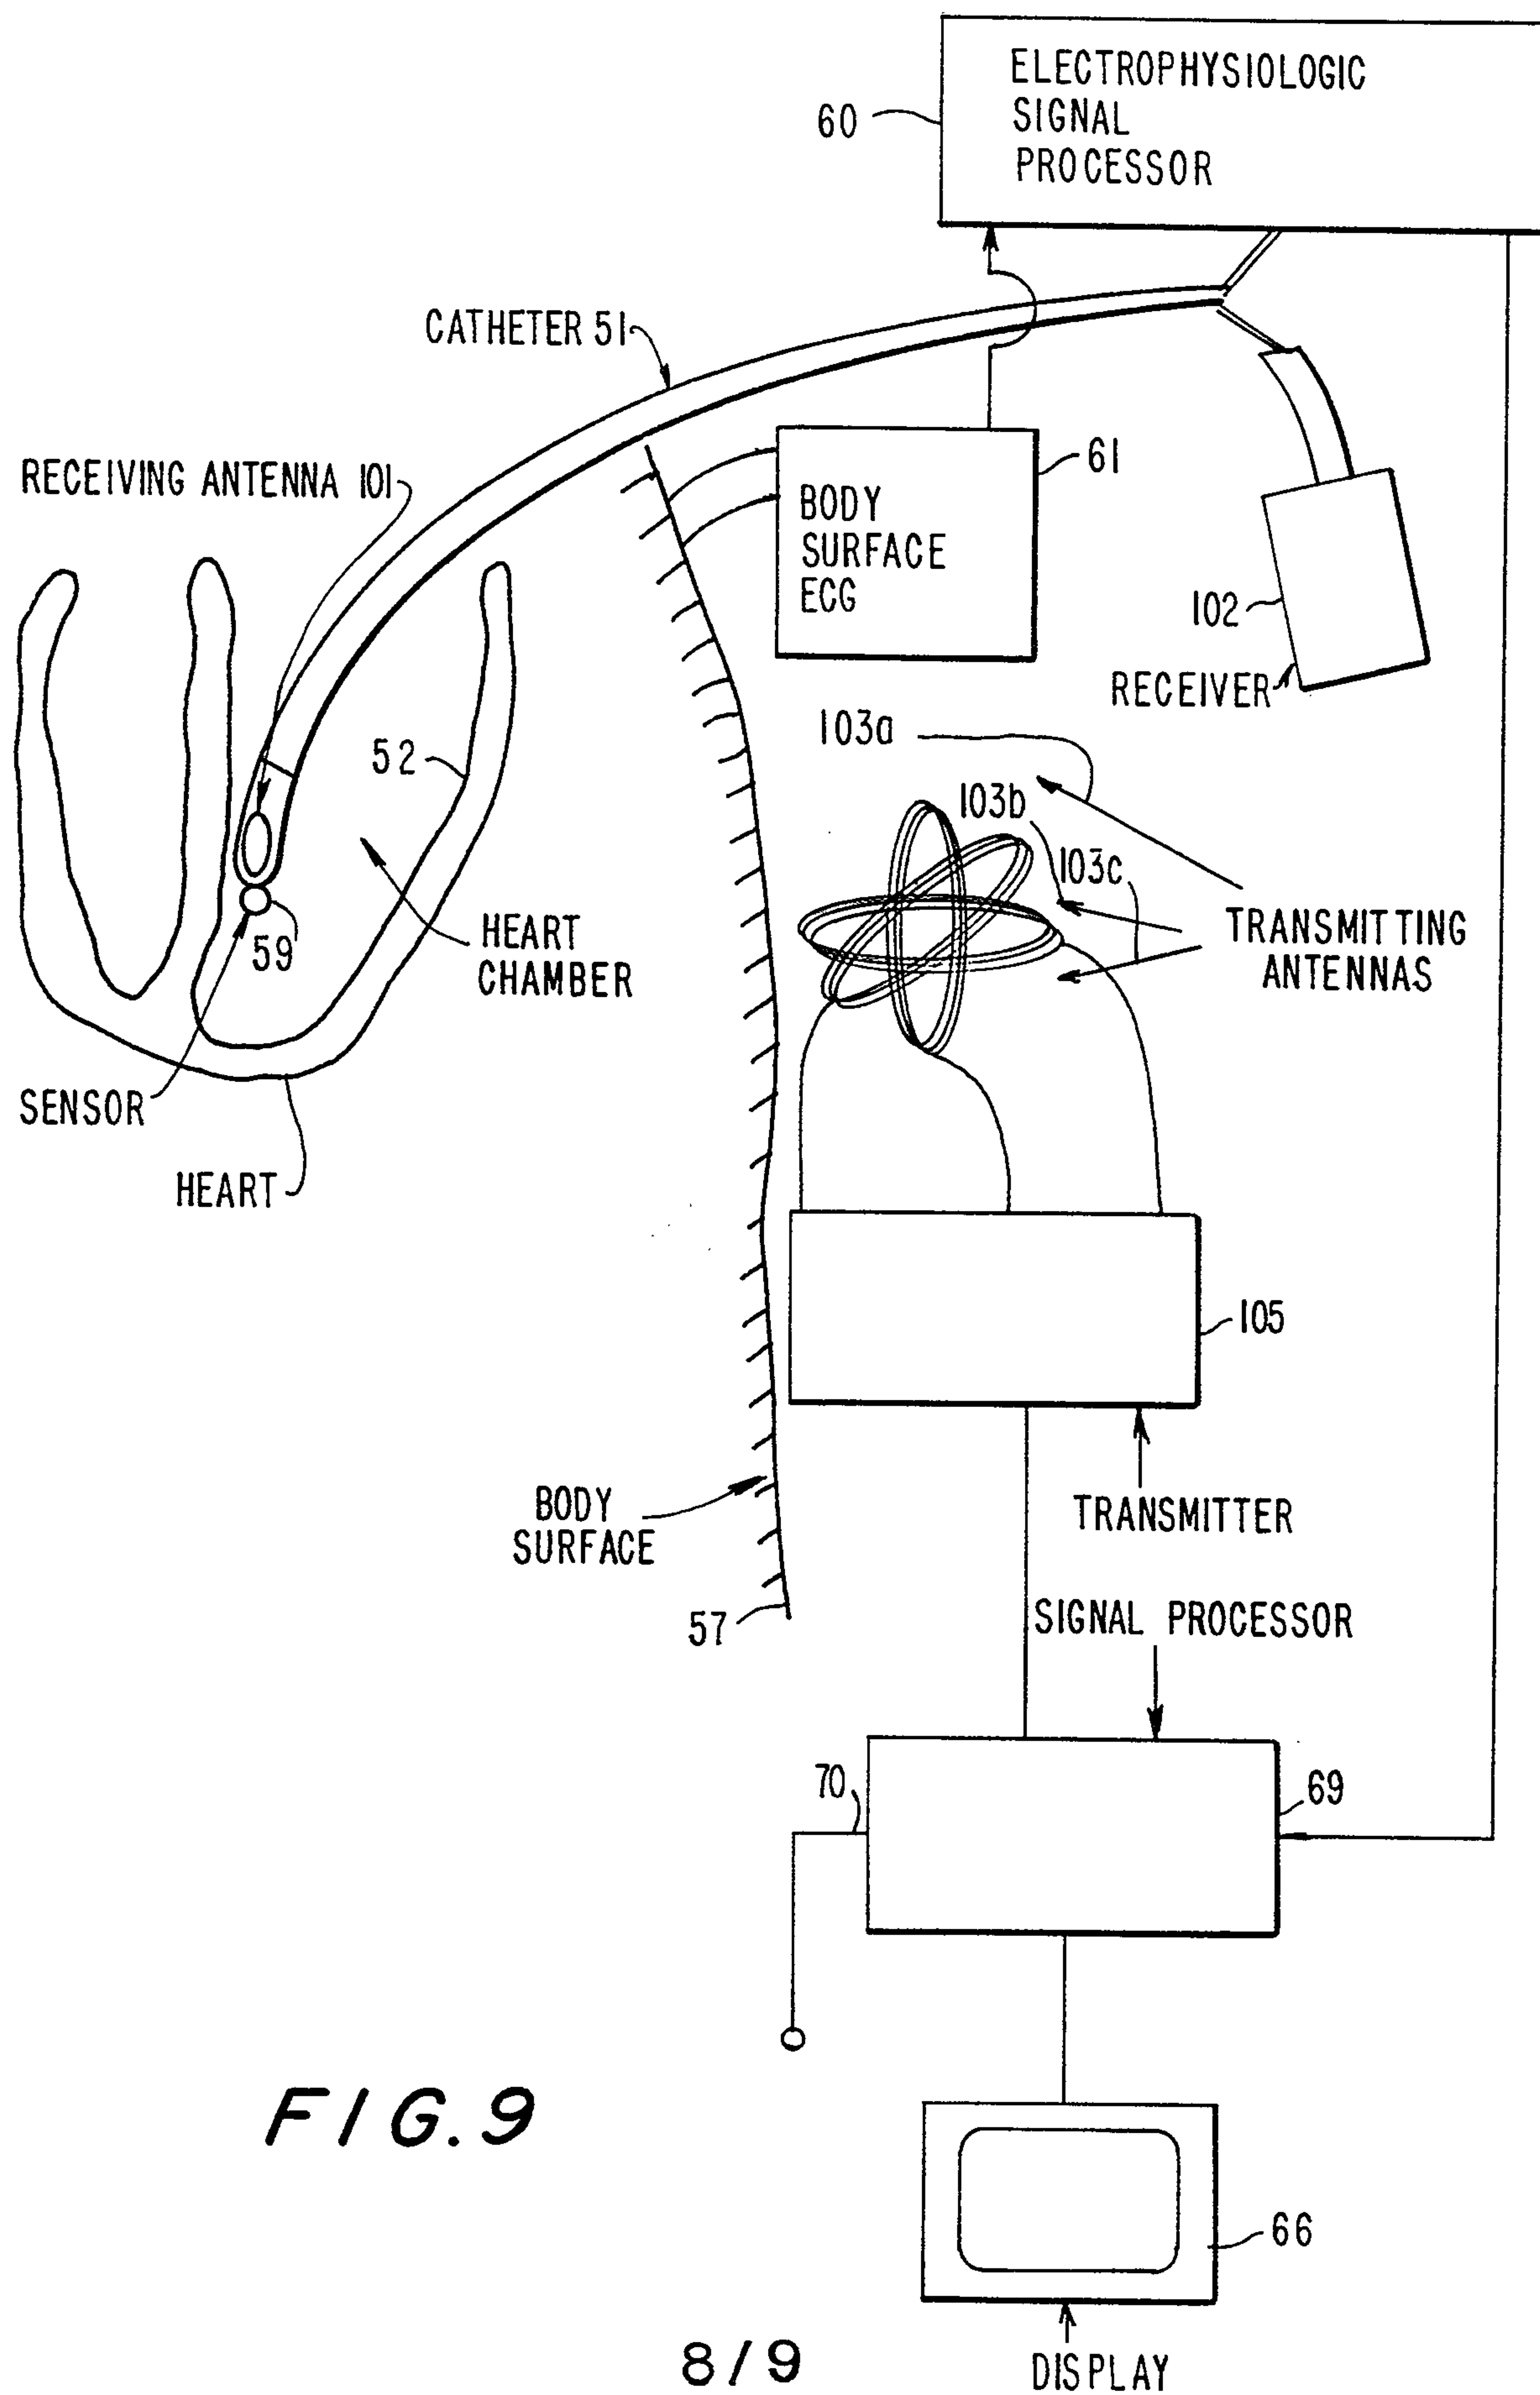 ELECTROPHYSIOLOGIC
SIGNAL
PROCESSOR
60
CATHETER 51
RECEIVING ANTENNA 101
61
BODY
SURFACE
ECG
102
RECEIVER
103a
52
103b
103c
TRANSMITTING
ANTENNAS
HEART
CHAMBER
59
SENSOR
HEART
105
BODY
SURFACE
TRANSMITTER
57
SIGNAL PROCESSOR
70
69
FIG. 9
66
8/9
DISPLAY